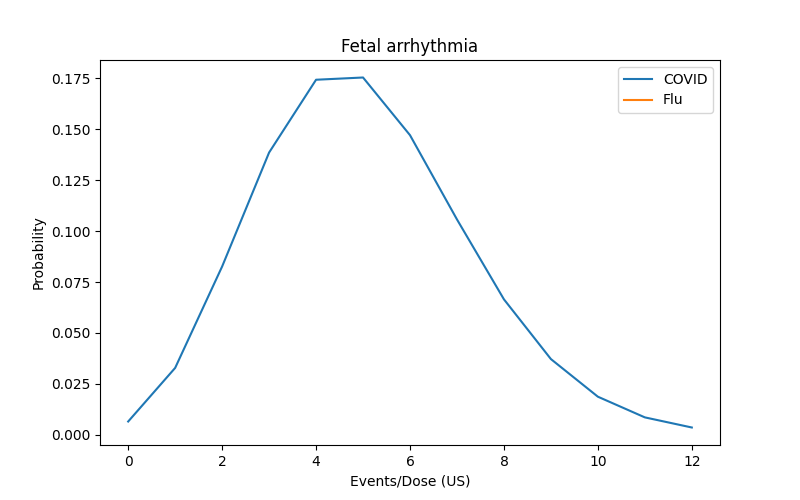 Fetal arrhythmia
COVID
Flu
0.175
0.150
0.125
0.100
0.075
0.050
0.025
0.000
Probability
0 2 4 6 8 10 12
Events/Dose (US)